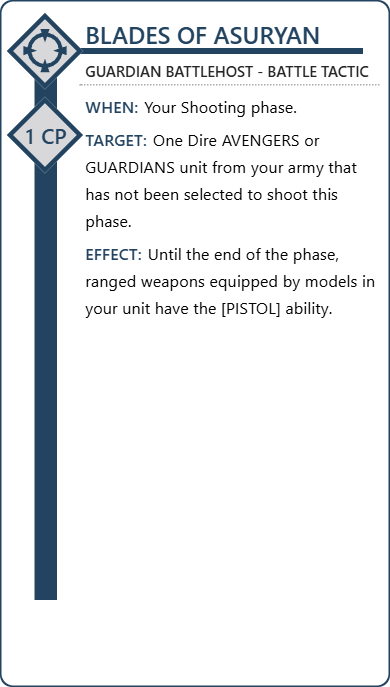 BLADES OF ASURYAN
GUARDIAN BATTLEHOST - BATTLE TACTIC
WHEN: Your Shooting phase.
1 CP
TARGET: One Dire AVENGERS or
GUARDIANS unit from your army that
has not been selected to shoot this
phase.
EFFECT: Until the end of the phase,
ranged weapons equipped by models in
your unit have the [PISTOL] ability.